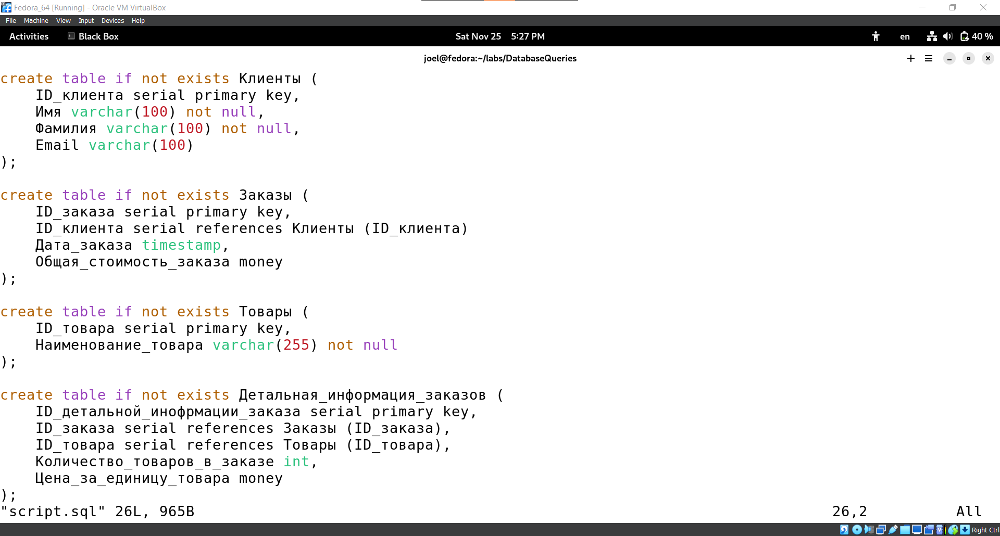 Fedora_64 [Running] - Oracle VM VirtualBox
File Machine View Input Devices Help
Activities Black Box Sat Nov 25 5:27 PM en 40 %
joel@fedora:~/labs/DatabaseQueries
create table if not exists Клиенты (
ID_клиента serial primary key,
Имя varchar(100) not null,
Фамилия varchar(100) not null,
Email varchar(100)
);
create table if not exists Заказы (
ID_заказа serial primary key,
ID_клиента serial references Клиенты (ID_клиента)
Дата_заказа timestamp,
Общая_стоимость_заказа money
);
create table if not exists Товары (
ID_товара serial primary key,
Наименование_товара varchar(255) not null
);
create table if not exists Детальная_информация_заказов (
ID_детальной_инофрмации_заказа serial primary key,
ID_заказа serial references Заказы (ID_заказа),
ID_товара serial references Товары (ID_товара),
Количество_товаров_в_заказе int,
Цена_за_единицу_товара money
);
"script.sql" 26L, 965B 26,2 All
Right Ctrl